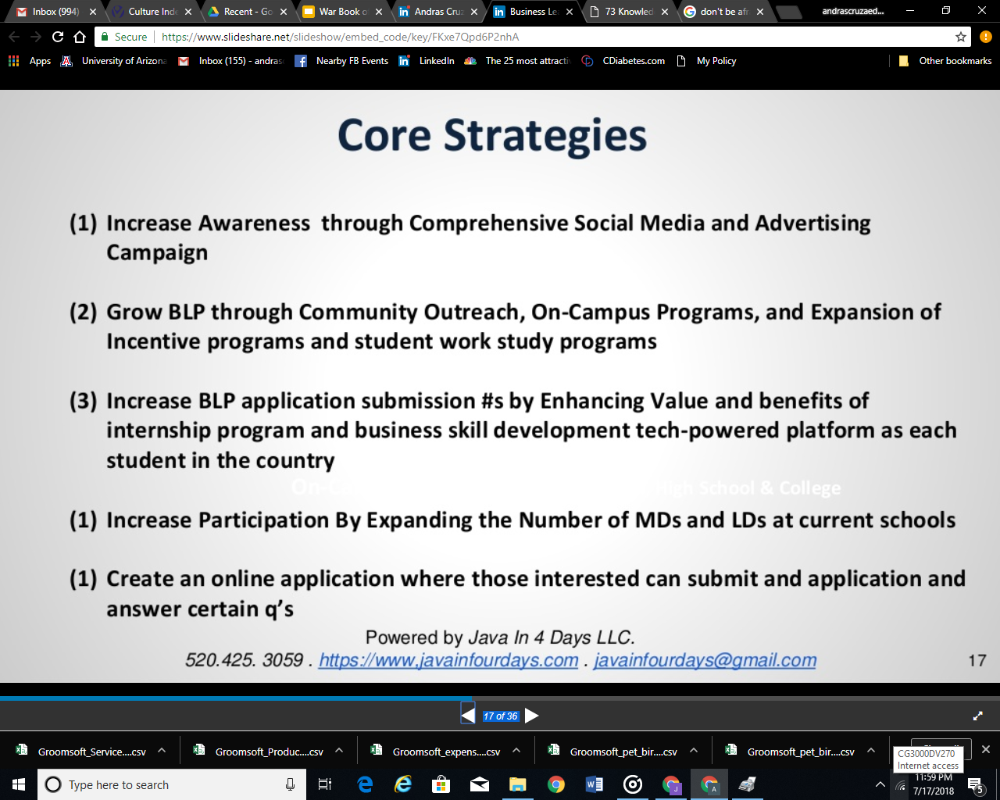 Inbox (994)
Culture Inde
Recent - Go
War Book o
Andras Cruz
Business Le
73 Knowled
don't be afr
andrascruzaed...
Secure
https://www.slideshare.net/slideshow/embed_code/key/FKxe7Qpd6P2nhA
Apps
University of Arizona
Inbox (155) - andras
Nearby FB Events
LinkedIn
The 25 most attracti
CDiabetes.com
My Policy
Other bookmarks
Core Strategies
(1) Increase Awareness through Comprehensive Social Media and Advertising
Campaign
(2) Grow BLP through Community Outreach, On-Campus Programs, and Expansion of
Incentive programs and student work study programs
(3) Increase BLP application submission #s by Enhancing Value and benefits of
internship program and business skill development tech-powered platform as each
student in the country
High School & College
(1) Increase Participation By Expanding the Number of MDs and LDs at current schools
(1) Create an online application where those interested can submit and application and
answer certain q's
Powered by Java In 4 Days LLC.
520.425. 3059 . https://www.javainfourdays.com . javainfourdays@gmail.com
17
17 of 36
Groomsoft_Service....csv
Groomsoft_Produc....csv
Groomsoft_expens....csv
Groomsoft_pet_bir....csv
Groomsoft_pet_bir....csv
CG3000DV270
Internet access
Type here to search
11:59 PM
7/17/2018
5